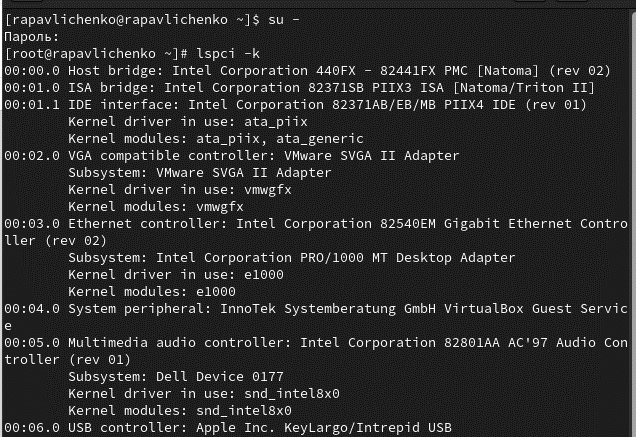 [rapavlichenko@rapavlichenko ~]$ su -
Пароль:
[root@rapavlichenko ~]# lspci -k
00:00.0 Host bridge: Intel Corporation 440FX - 82441FX PMC [Natoma] (rev 02)
00:01.0 ISA bridge: Intel Corporation 82371SB PIIX3 ISA [Natoma/Triton II]
00:01.1 IDE interface: Intel Corporation 82371AB/EB/MB PIIX4 IDE (rev 01)
        Kernel driver in use: ata_piix
        Kernel modules: ata_piix, ata_generic
00:02.0 VGA compatible controller: VMware SVGA II Adapter
        Subsystem: VMware SVGA II Adapter
        Kernel driver in use: vmwgfx
        Kernel modules: vmwgfx
00:03.0 Ethernet controller: Intel Corporation 82540EM Gigabit Ethernet Contro
ller (rev 02)
        Subsystem: Intel Corporation PRO/1000 MT Desktop Adapter
        Kernel driver in use: e1000
        Kernel modules: e1000
00:04.0 System peripheral: InnoTek Systemberatung GmbH VirtualBox Guest Servic
e
00:05.0 Multimedia audio controller: Intel Corporation 82801AA AC'97 Audio Con
troller (rev 01)
        Subsystem: Dell Device 0177
        Kernel driver in use: snd_intel8x0
        Kernel modules: snd_intel8x0
00:06.0 USB controller: Apple Inc. KeyLargo/Intrepid USB